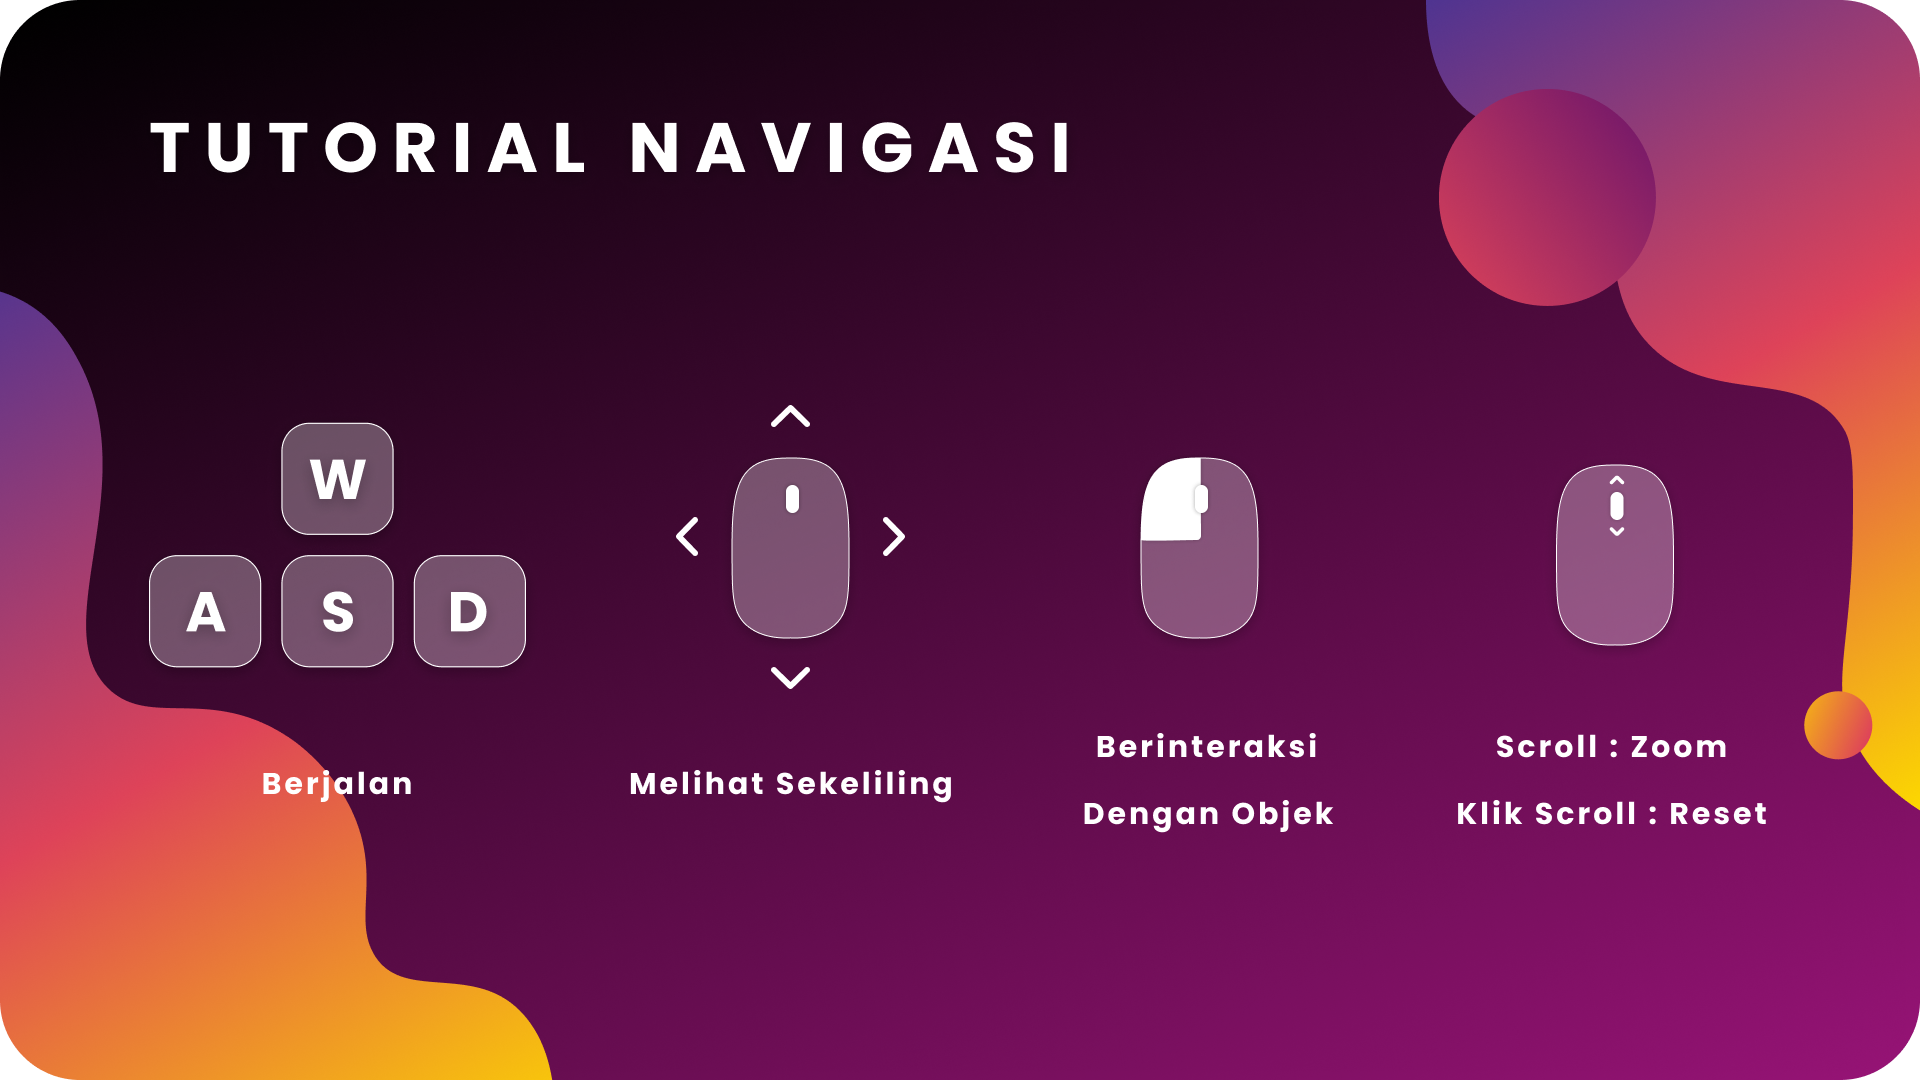 TUTORIAL NAVIGASI
W
A S D
Berjalan
Melihat Sekeliling
Berinteraksi
Dengan Objek
Scroll : Zoom
Klik Scroll : Reset